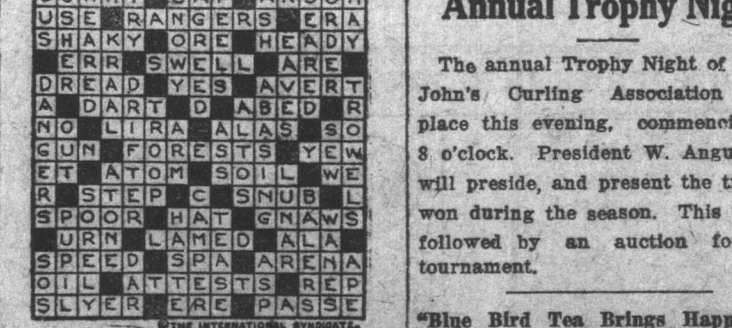 USE RANGERS ERA
SHAKY ORE HEADY
ERR SWELL ARE
DREAD YES AVERT
A DART D ABED R
NO LIRA ALAS SO
GUN FORESTS YEW
ET ATOM SOIL WE
R STEP C SNUB L
SPOOR HAT GNAWS
URN LAMED ALA
SPEED SPA ARENA
OIL ATTESTS REP
SLYER ERE PASSE
©THE INTERNATIONAL SYNDICATE.
Annual Trophy Nig
The annual Trophy Night of
John's Curling Association
place this evening, commenci
8 o'clock. President W. Angu
will preside, and present the t
won during the season. This
followed by an auction fo
tournament.
"Blue Bird Tea Brings Happ